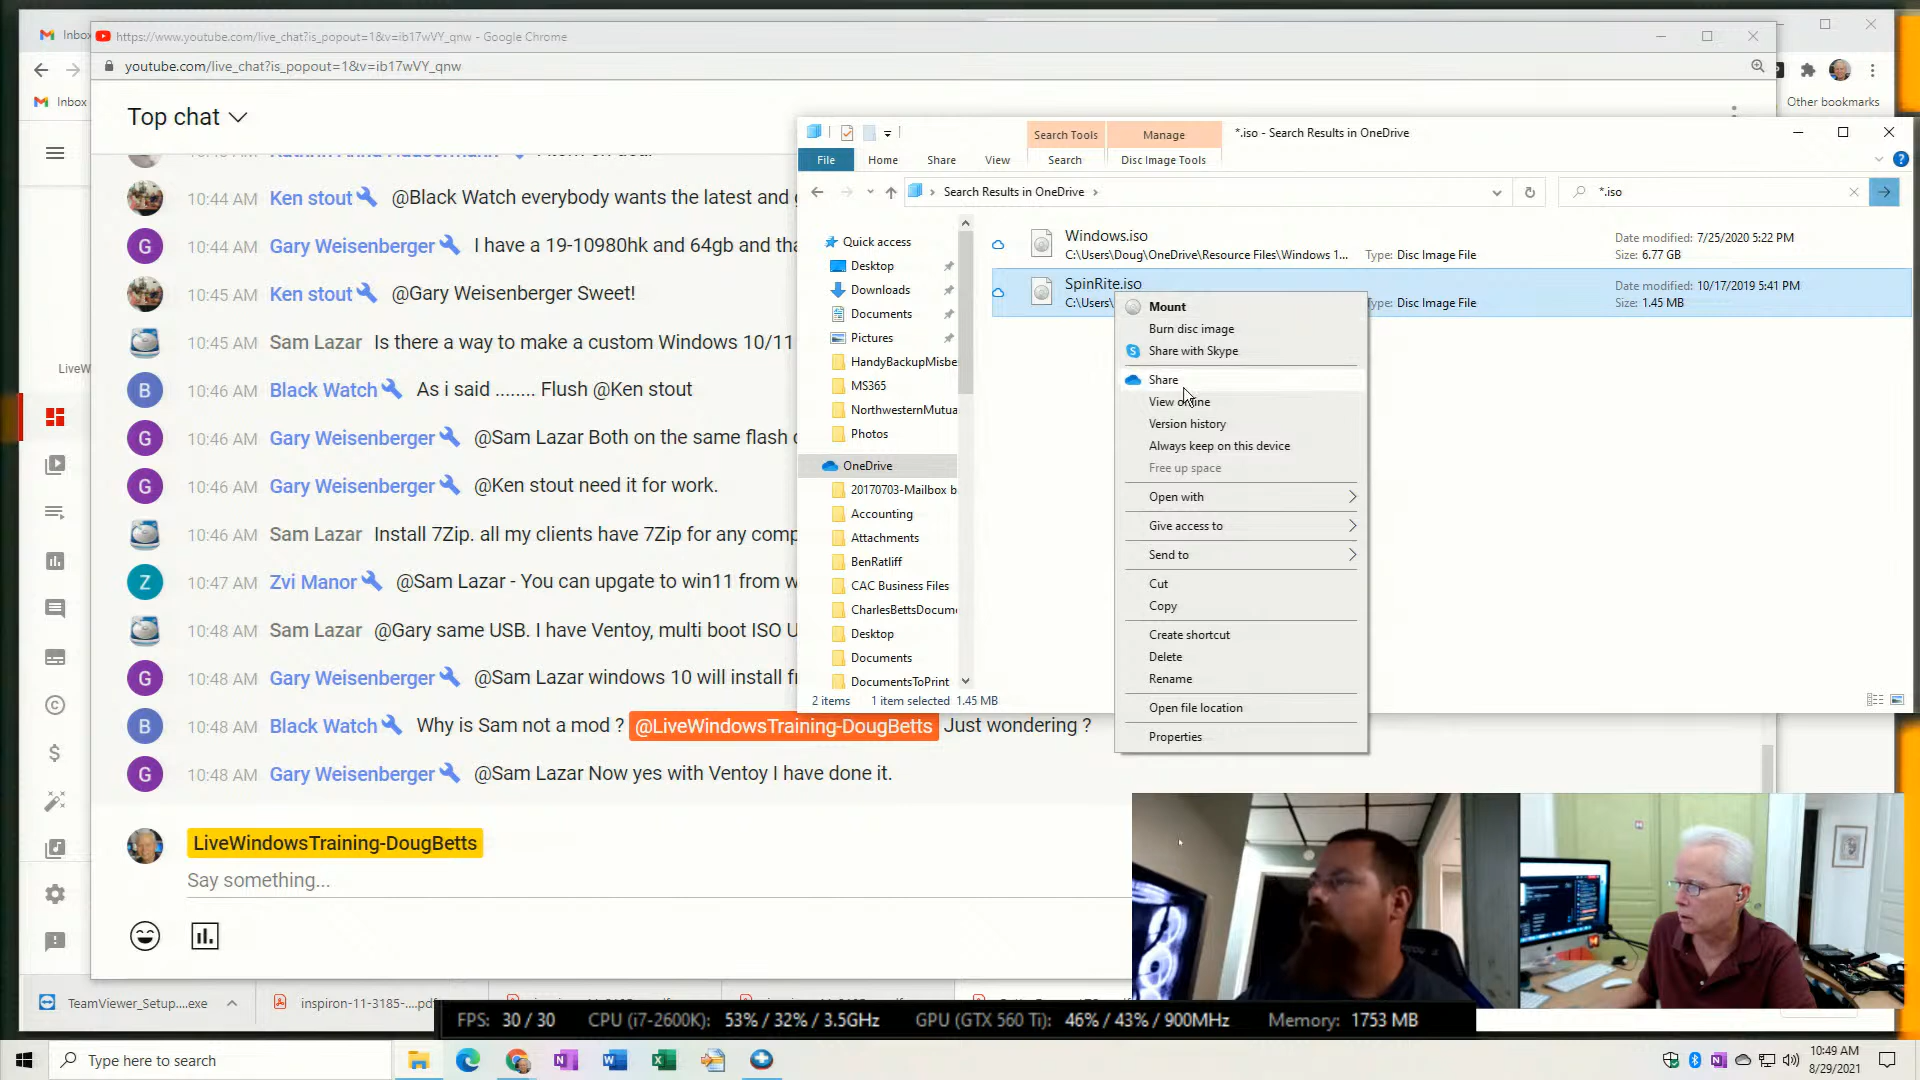 Inbo
https://www.youtube.com/live_chat?is_popout=1&v=ib17wVY_qnw - Google Chrome
youtube.com/live_chat?is_popout=1&v=ib17wVY_qnw
Inbox
Other bookmarks
Top chat
10:44 AM Ken stout @Black Watch everybody wants the latest and g
10:44 AM Gary Weisenberger I have a 19-10980hk and 64gb and tha
10:45 AM Ken stout @Gary Weisenberger Sweet!
10:45 AM Sam Lazar Is there a way to make a custom Windows 10/11
LiveW
10:46 AM Black Watch As i said ........ Flush @Ken stout
10:46 AM Gary Weisenberger @Sam Lazar Both on the same flash
10:46 AM Gary Weisenberger @Ken stout need it for work.
10:46 AM Sam Lazar Install 7Zip. all my clients have 7Zip for any comp
10:47 AM Zvi Manor @Sam Lazar - You can upgate to win11 from w
10:48 AM Sam Lazar @Gary same USB. I have Ventoy, multi boot ISO U
10:48 AM Gary Weisenberger @Sam Lazar windows 10 will install fr
10:48 AM Black Watch Why is Sam not a mod ? @LiveWindowsTraining-DougBetts Just wondering ?
10:48 AM Gary Weisenberger @Sam Lazar Now yes with Ventoy I have done it.
LiveWindowsTraining-DougBetts
Say something...
Search Tools Manage *.iso - Search Results in OneDrive
File Home Share View Search Disc Image Tools
Search Results in OneDrive
*.iso
Quick access
Desktop
Downloads
Documents
Pictures
HandyBackupMisbe
MS365
NorthwesternMutua
Photos
OneDrive
20170703-Mailbox b
Accounting
Attachments
BenRatliff
CAC Business Files
CharlesBettsDocume
Desktop
Documents
DocumentsToPrint
Windows.iso
C:\Users\Doug\OneDrive\Resource Files\Windows 1...
Type: Disc Image File
Date modified: 7/25/2020 5:22 PM
Size: 6.77 GB
SpinRite.iso
C:\Users\
Type: Disc Image File
Date modified: 10/17/2019 5:41 PM
Size: 1.45 MB
2 items 1 item selected 1.45 MB
Mount
Burn disc image
Share with Skype
Share
View online
Version history
Always keep on this device
Free up space
Open with
Give access to
Send to
Cut
Copy
Create shortcut
Delete
Rename
Open file location
Properties
TeamViewer_Setup....exe
inspiron-11-3185-....pdf
FPS: 30 / 30 CPU (i7-2600K): 53% / 32% / 3.5GHz GPU (GTX 560 Ti): 46% / 43% / 900MHz Memory: 1753 MB
Type here to search
10:49 AM
8/29/2021